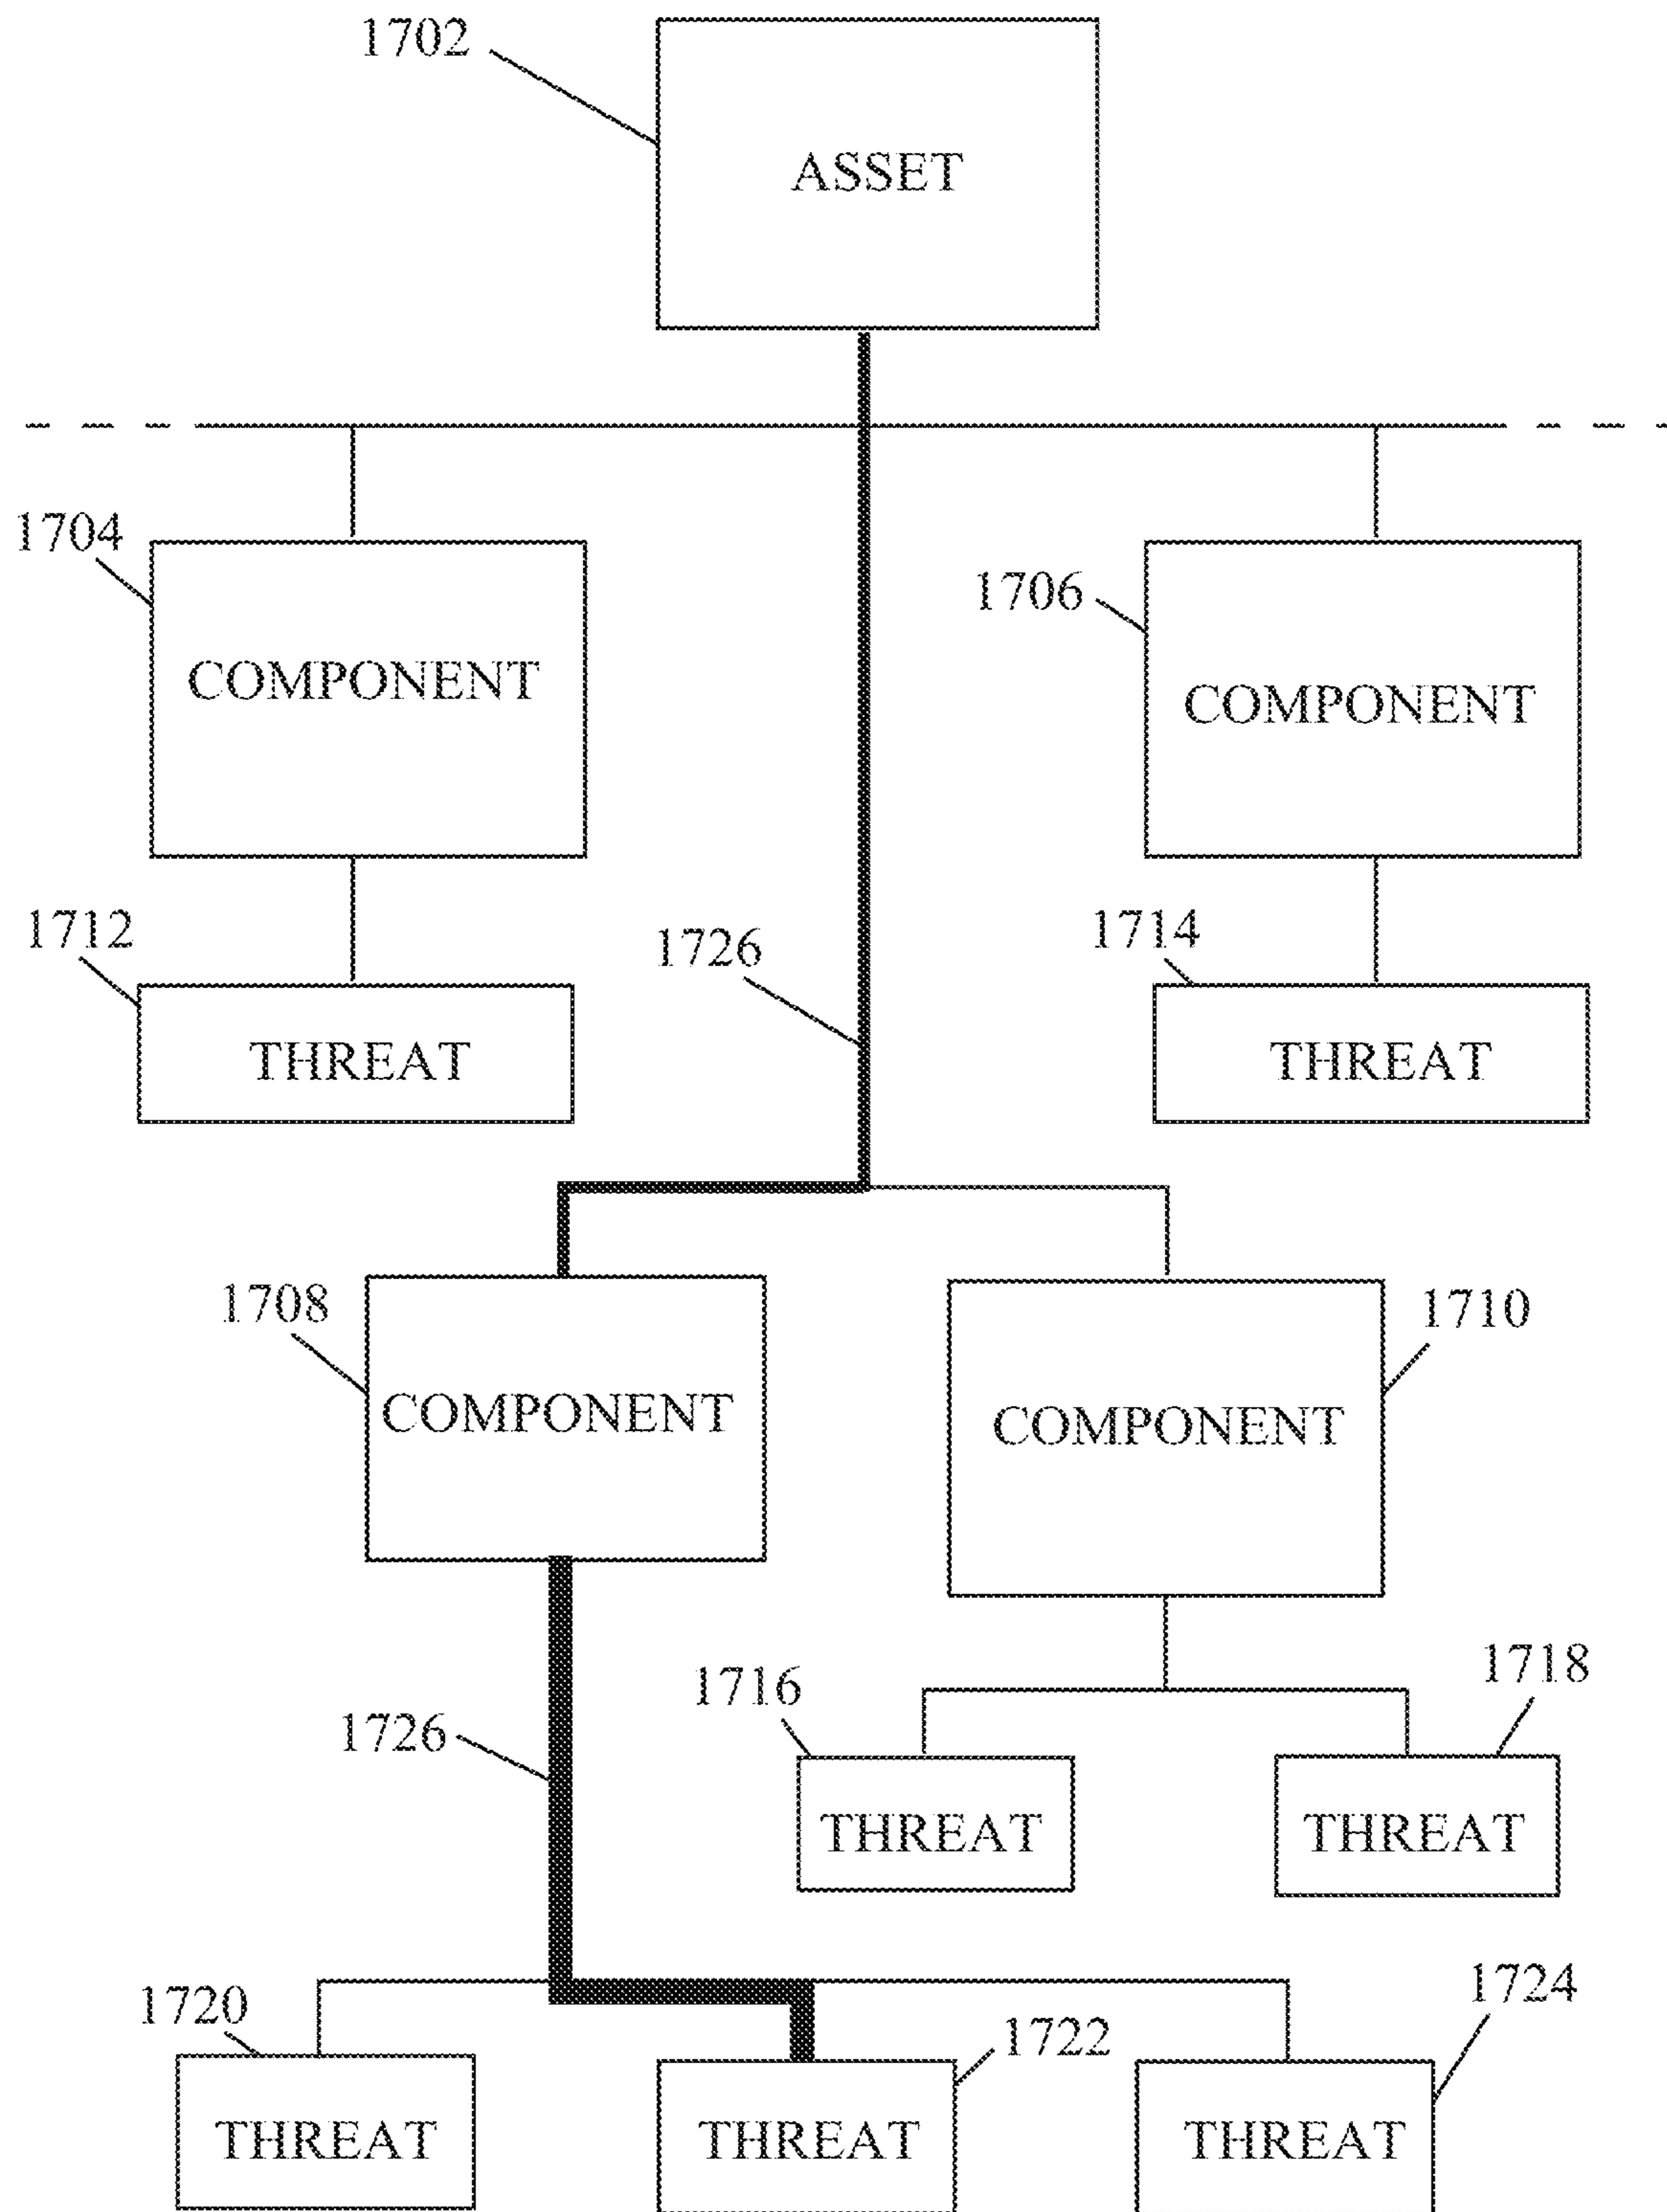 1702
ASSET
1704
1706
COMPONENT
COMPONENT
1712
1726
1714
THREAT
THREAT
1708
1710
COMPONENT
COMPONENT
1716
1718
1726
THREAT
THREAT
1720
1722
1724
THREAT
THREAT
THREAT